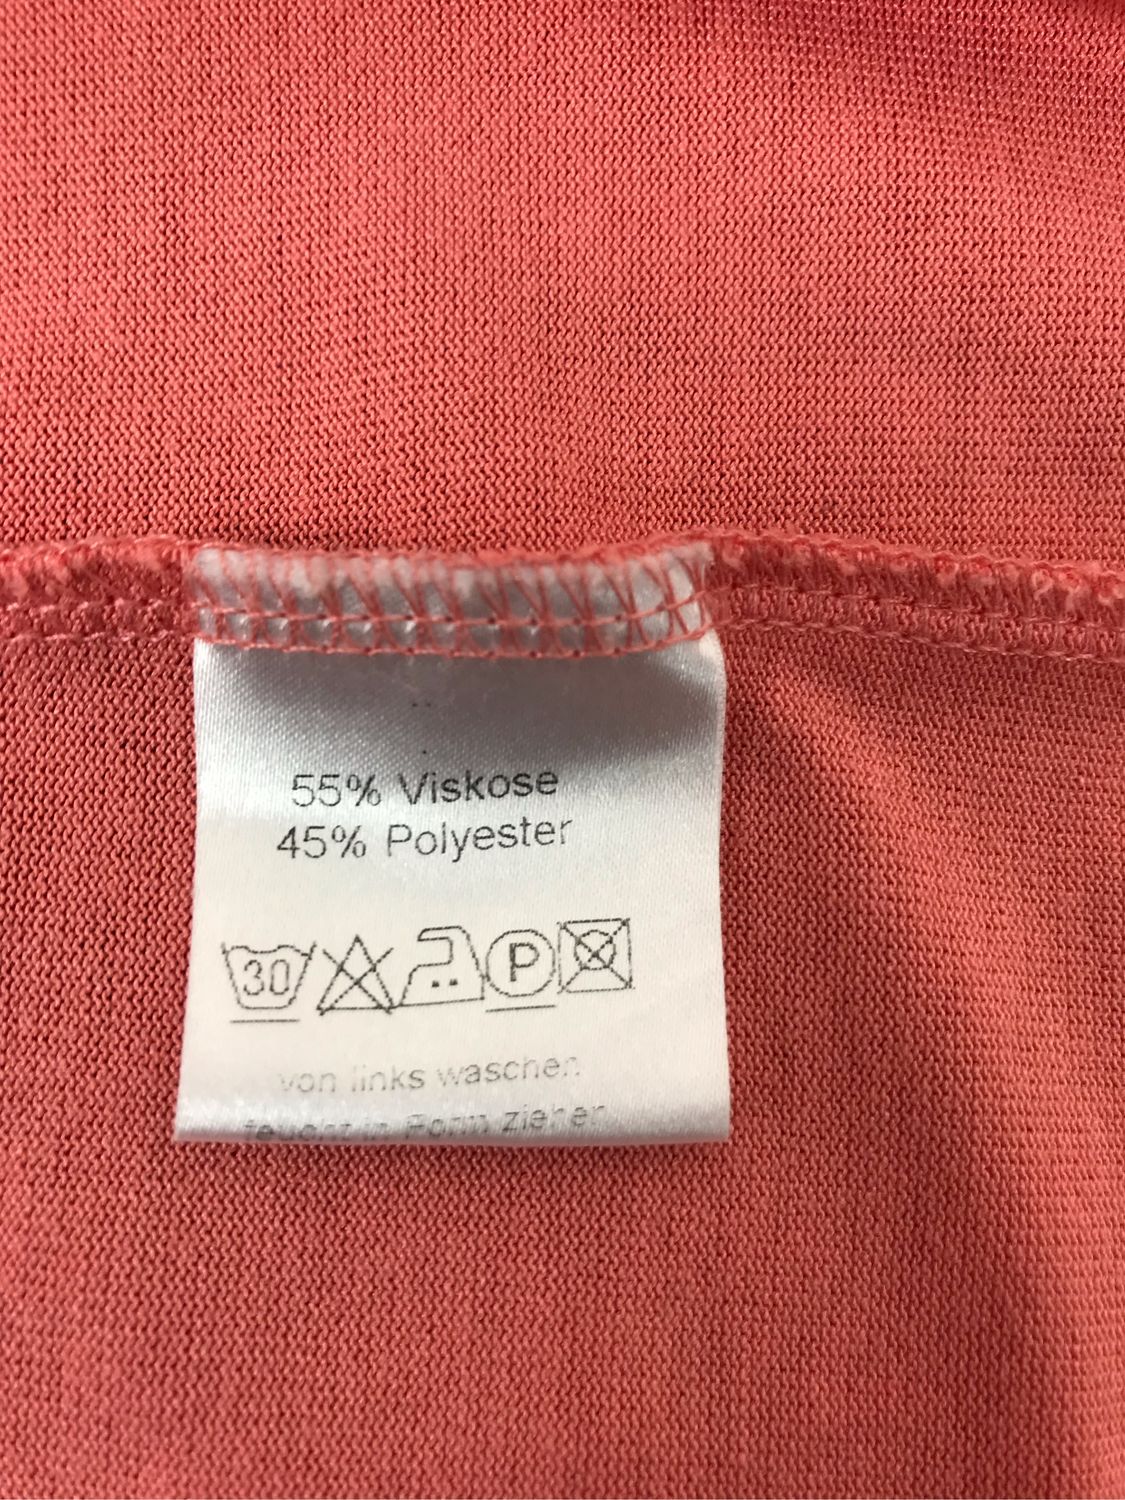 55% Viskose
45% Polyester
30 P
von links waschen
feucht in Form ziehen